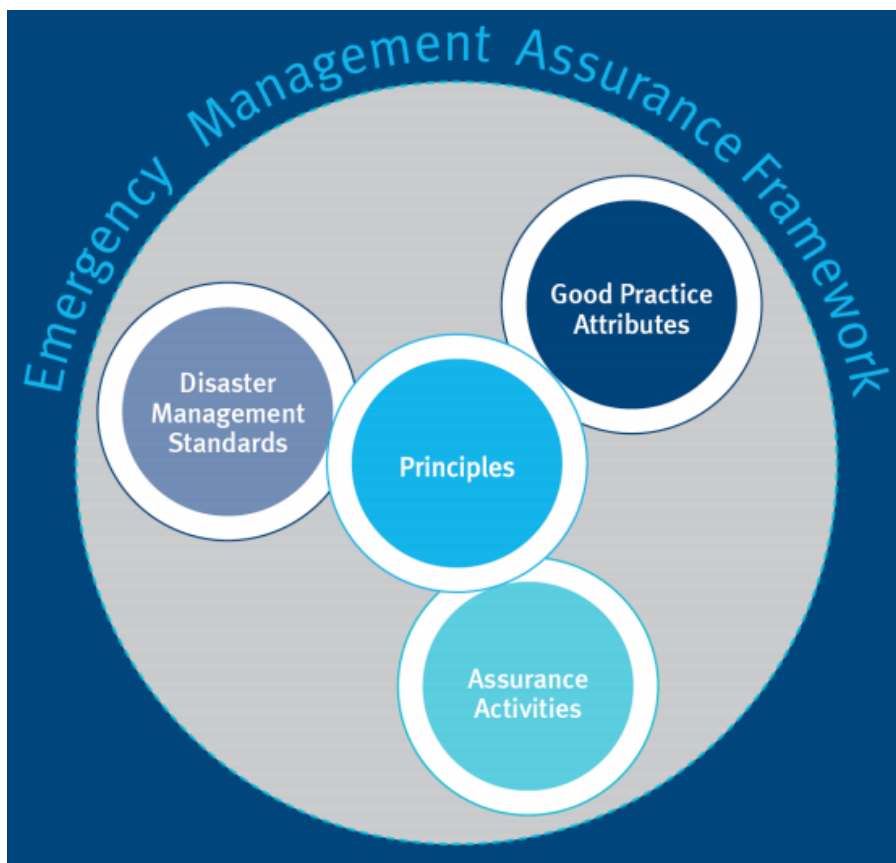 Emergency Management Assurance Framework
Good Practice
Attributes
Disaster
Management
Standards
Principles
Assurance
Activities